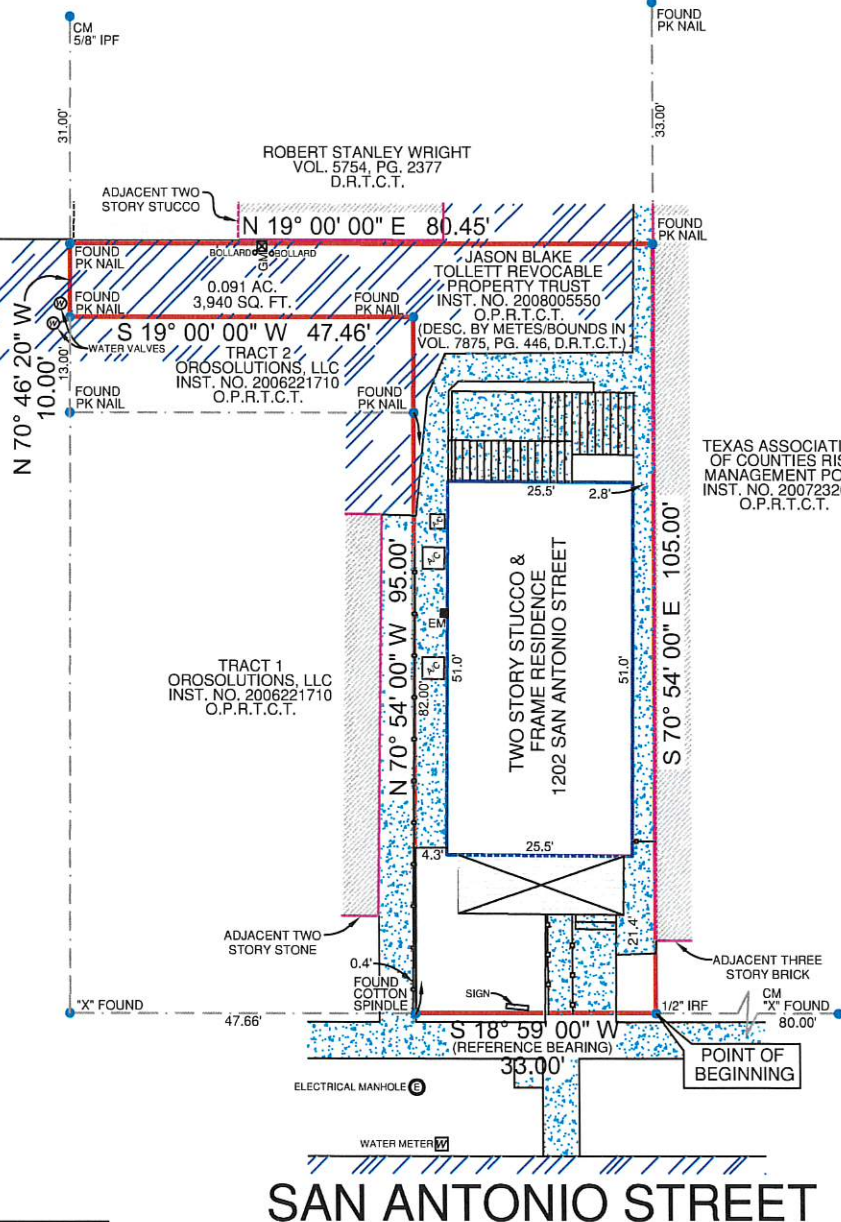 CM
5/8" IPF
FOUND
PK NAIL
31.00'
33.00'
ROBERT STANLEY WRIGHT
VOL. 5754, PG. 2377
D.R.T.C.T.
ADJACENT TWO
STORY STUCCO
N 19° 00' 00" E 80.45'
FOUND
PK NAIL
FOUND
PK NAIL
BOLLARD
BOLLARD
GM
JASON BLAKE
TOLLETT REVOCABLE
PROPERTY TRUST
INST. NO. 2008005550
O.P.R.T.C.T.
(DESC. BY METES/BOUNDS IN
VOL. 7875, PG. 446, D.R.T.C.T.)
0.091 AC.
3,940 SQ. FT.
FOUND
PK NAIL
FOUND
PK NAIL
N 70° 46' 20" W
10.00'
W
W
WATER VALVES
13.00'
S 19° 00' 00" W 47.46'
TRACT 2
OROSOLUTIONS, LLC
INST. NO. 2006221710
O.P.R.T.C.T.
FOUND
PK NAIL
FOUND
PK NAIL
TEXAS ASSOCIATI
OF COUNTIES RIS
MANAGEMENT PO
INST. NO. 20072320
O.P.R.T.C.T.
25.5'
2.8'
A/C
A/C
EM
A/C
N 70° 54' 00" W 95.00'
82.00'
51.0'
TWO STORY STUCCO &
FRAME RESIDENCE
1202 SAN ANTONIO STREET
51.0'
S 70° 54' 00" E 105.00'
TRACT 1
OROSOLUTIONS, LLC
INST. NO. 2006221710
O.P.R.T.C.T.
4.3'
25.5'
21.4'
ADJACENT TWO
STORY STONE
ADJACENT THREE
STORY BRICK
0.4'
FOUND
COTTON
SPINDLE
SIGN
"X" FOUND
47.66'
1/2" IRF
CM
"X" FOUND
80.00'
S 18° 59' 00" W
(REFERENCE BEARING)
33.00'
POINT OF
BEGINNING
ELECTRICAL MANHOLE E
WATER METER W
SAN ANTONIO STREET